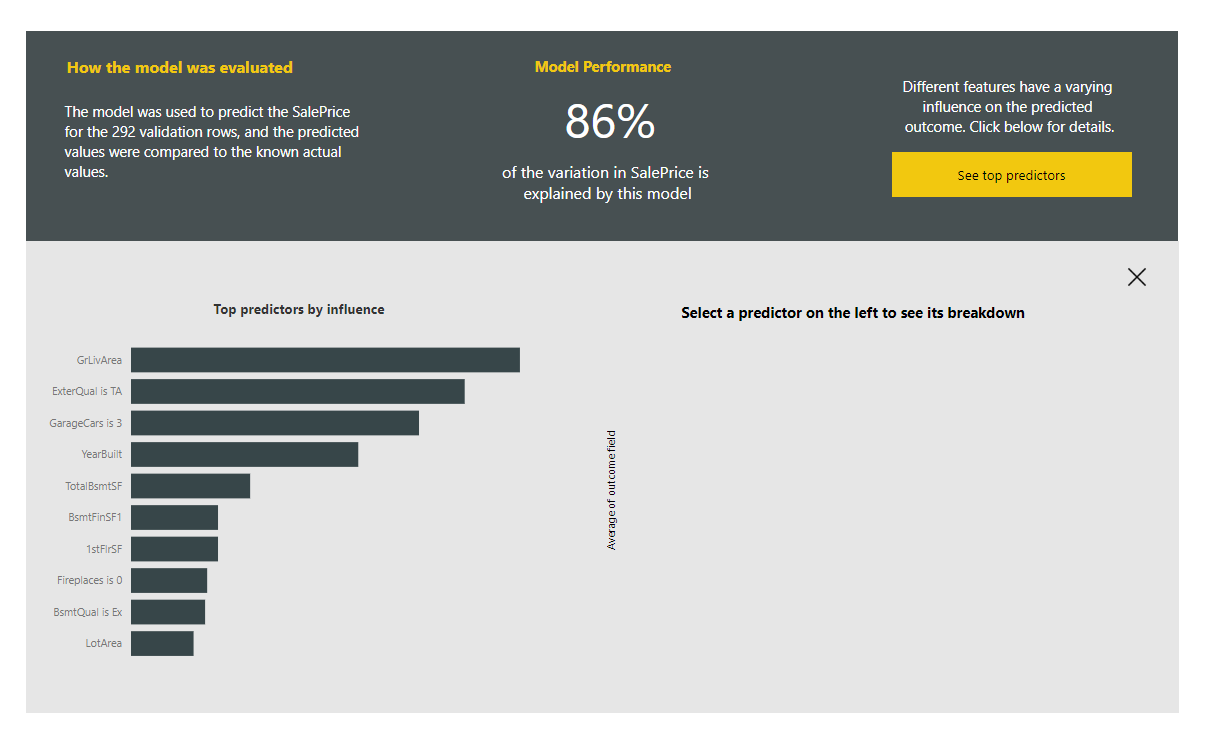 How the model was evaluated
The model was used to predict the SalePrice
for the 292 validation rows, and the predicted
values were compared to the known actual
values.
Model Performance
86%
of the variation in SalePrice is
explained by this model
Different features have a varying
influence on the predicted
outcome. Click below for details.
See top predictors
Top predictors by influence
GrLivArea
ExterQual is TA
GarageCars is 3
YearBuilt
TotalBsmtSF
BsmtFinSF1
1stFlrSF
Fireplaces is 0
BsmtQual is Ex
LotArea
Select a predictor on the left to see its breakdown
Average of outcome field